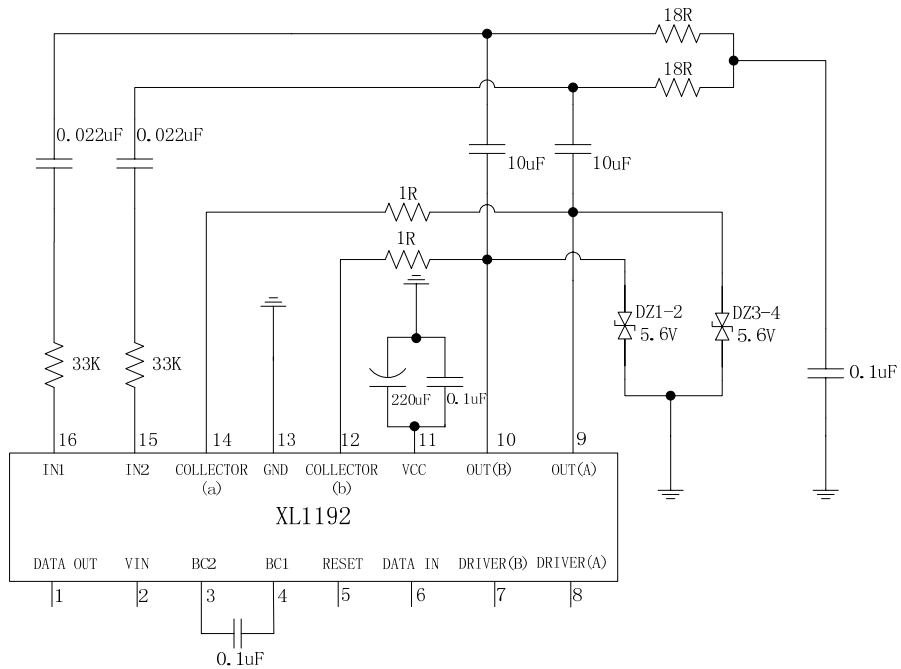 18R
18R
0.022uF 0.022uF
10uF 10uF
1R
1R
DZ1-2 DZ3-4
5.6V 5.6V
33K 33K
0.1uF
220uF 0.1uF
16 15 14 13 12 11 10 9
IN1 IN2 COLLECTOR GND COLLECTOR VCC OUT(B) OUT(A)
(a) (b)
XL1192
DATA OUT VIN BC2 BC1 RESET DATA IN DRIVER(B) DRIVER(A)
1 2 3 4 5 6 7 8
0.1uF